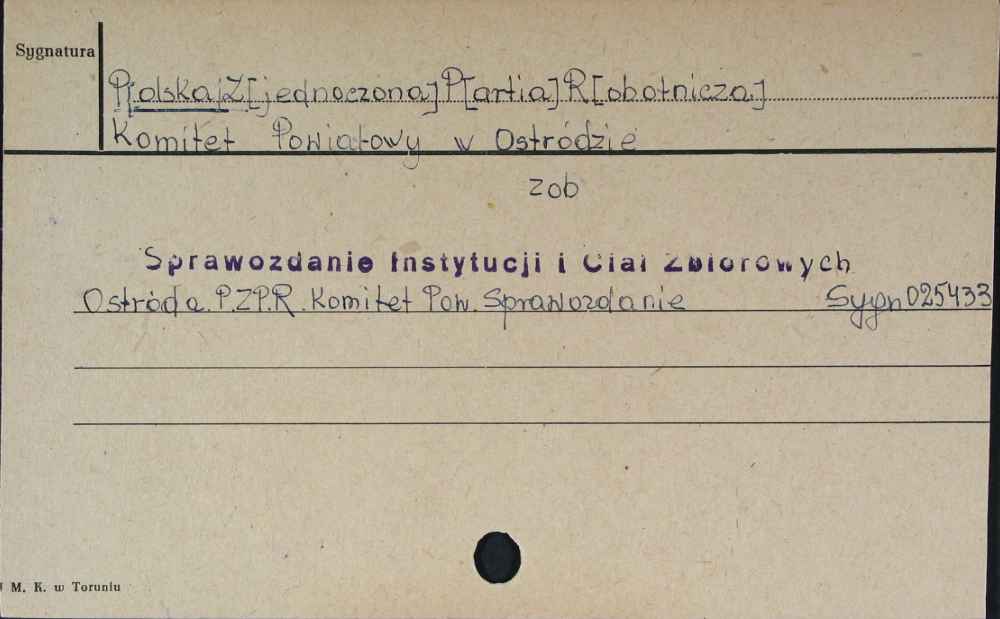 Sygnatura
P[olska] Z[jednoczona] P[artia] R[obotnicza]
Komitet Powiatowy w Ostródzie
zob
Sprawozdanie Instytucji i Ciał Zbiorowych
Ostróda. PZPR. Komitet Pow. Sprawozdanie Sygn 025433
M. K. w Toruniu